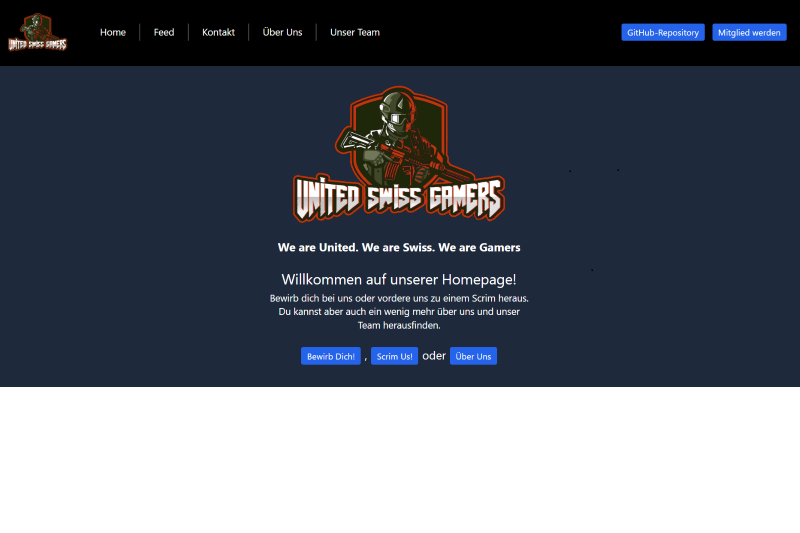 UNITED SWISS GAMERS
Home
Feed
Kontakt
Über Uns
Unser Team
GitHub-Repository
Mitglied werden
UNITED SWISS GAMERS
We are United. We are Swiss. We are Gamers
Willkommen auf unserer Homepage!
Bewirb dich bei uns oder vordere uns zu einem Scrim heraus.
Du kannst aber auch ein wenig mehr über uns und unser
Team herausfinden.
Bewirb Dich! , Scrim Us! oder Über Uns